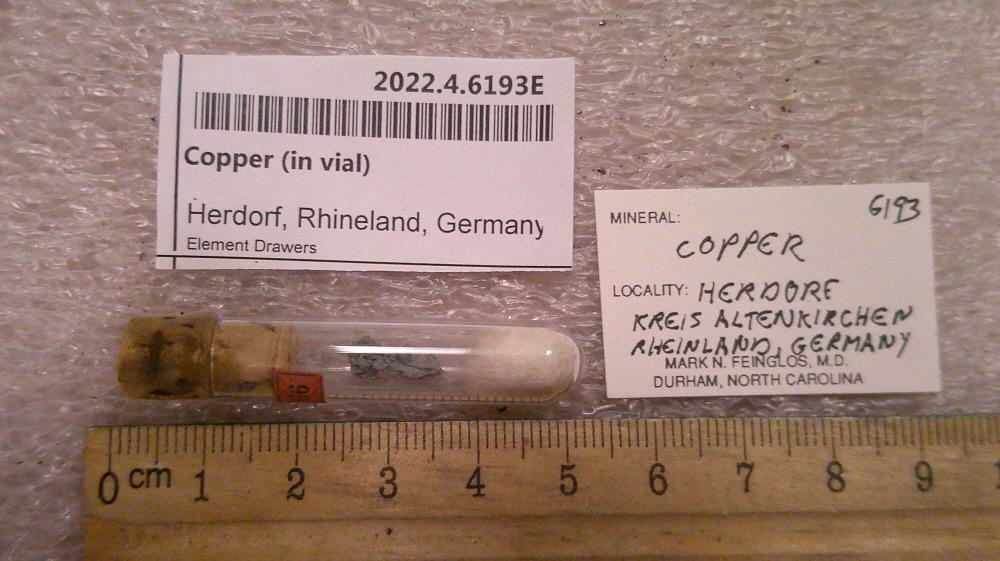 2022.4.6193E
Copper (in vial)
Herdorf, Rhineland, Germany
Element Drawers
6193
MINERAL:
COPPER
LOCALITY: HERDORF
KREIS ALTENKIRCHEN
RHEINLAND, GERMANY
MARK N. FEINGLOS, M.D.
DURHAM, NORTH CAROLINA
0 cm 1 2 3 4 5 6 7 8 9